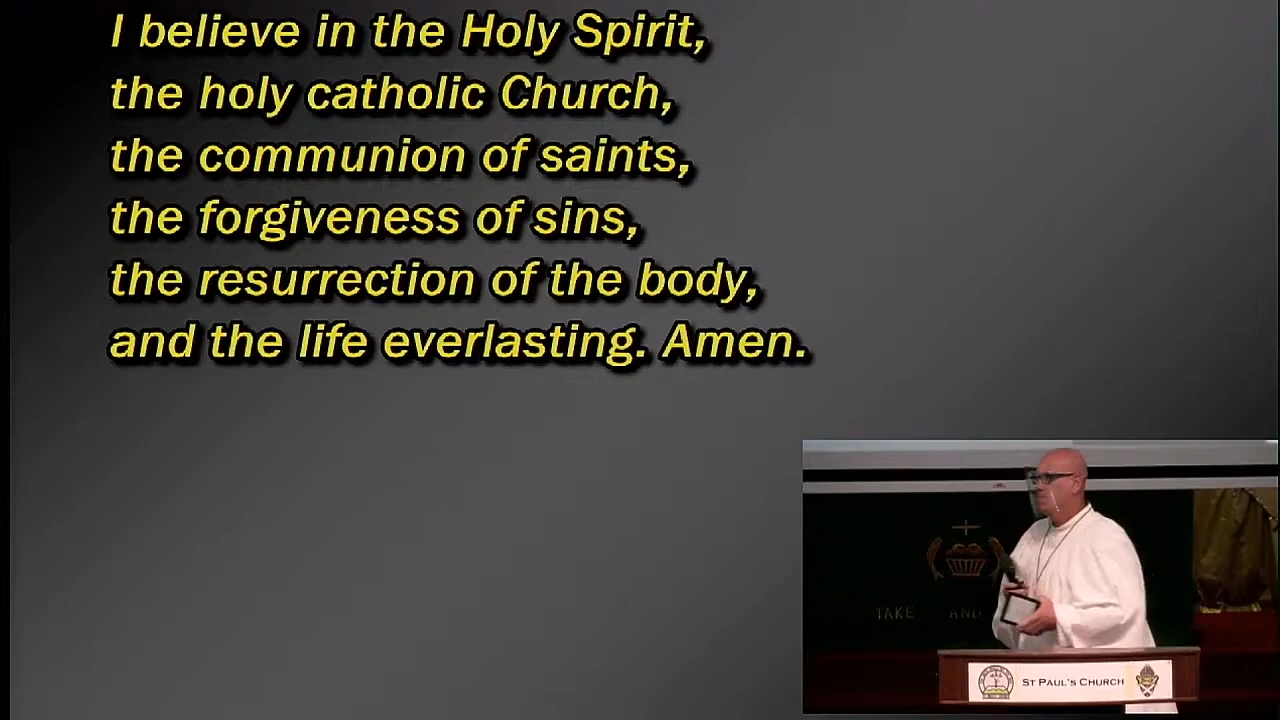 I believe in the Holy Spirit,
the holy catholic Church,
the communion of saints,
the forgiveness of sins,
the resurrection of the body,
and the life everlasting. Amen.
TAKE AND
ST PAUL'S CHURCH